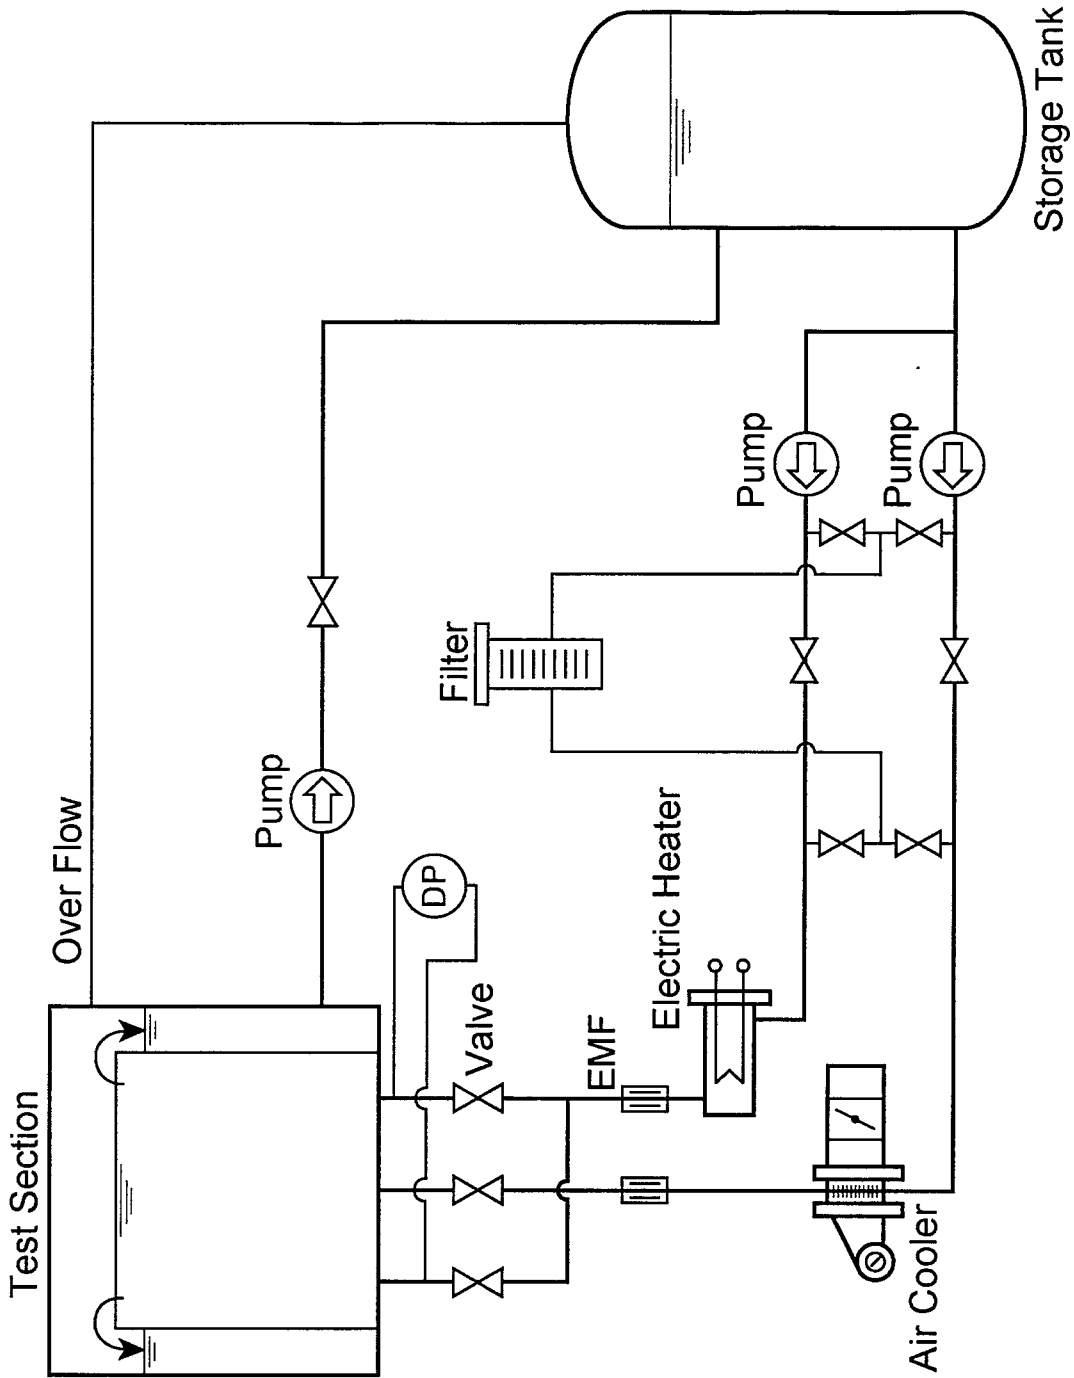 Test Section
Over Flow
Pump
DP
Valve
EMF
Electric Heater
Air Cooler
Filter
Pump
Pump
Storage Tank